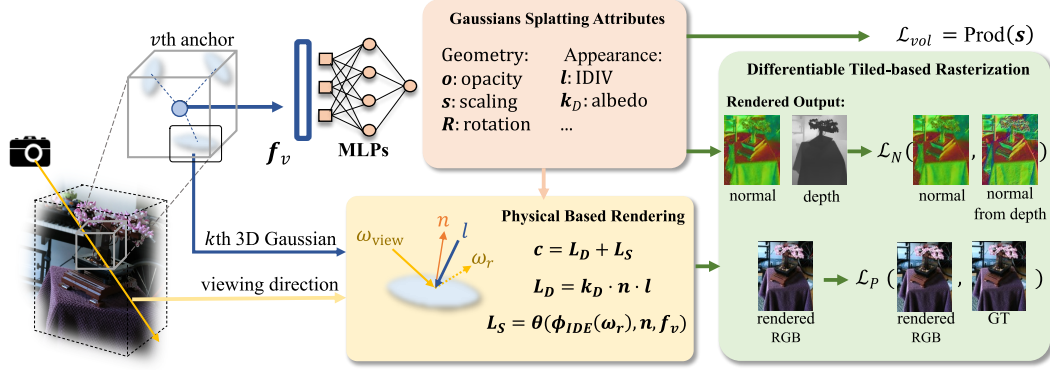 vth anchor
f_v
MLPs
Gaussians Splatting Attributes
Geometry:
o: opacity
s: scaling
R: rotation
Appearance:
l: IDIV
k_D: albedo
...
kth 3D Gaussian
viewing direction
Physical Based Rendering
ω_view
n
l
ω_r
c = L_D + L_S
L_D = k_D · n · l
L_S = θ(ϕ_IDE(ω_r), n, f_v)
ℒ_vol = Prod(s)
Differentiable Tiled-based Rasterization
Rendered Output:
normal
depth
ℒ_N( , )
normal
normal
from depth
rendered
RGB
ℒ_P ( , )
rendered
RGB
GT